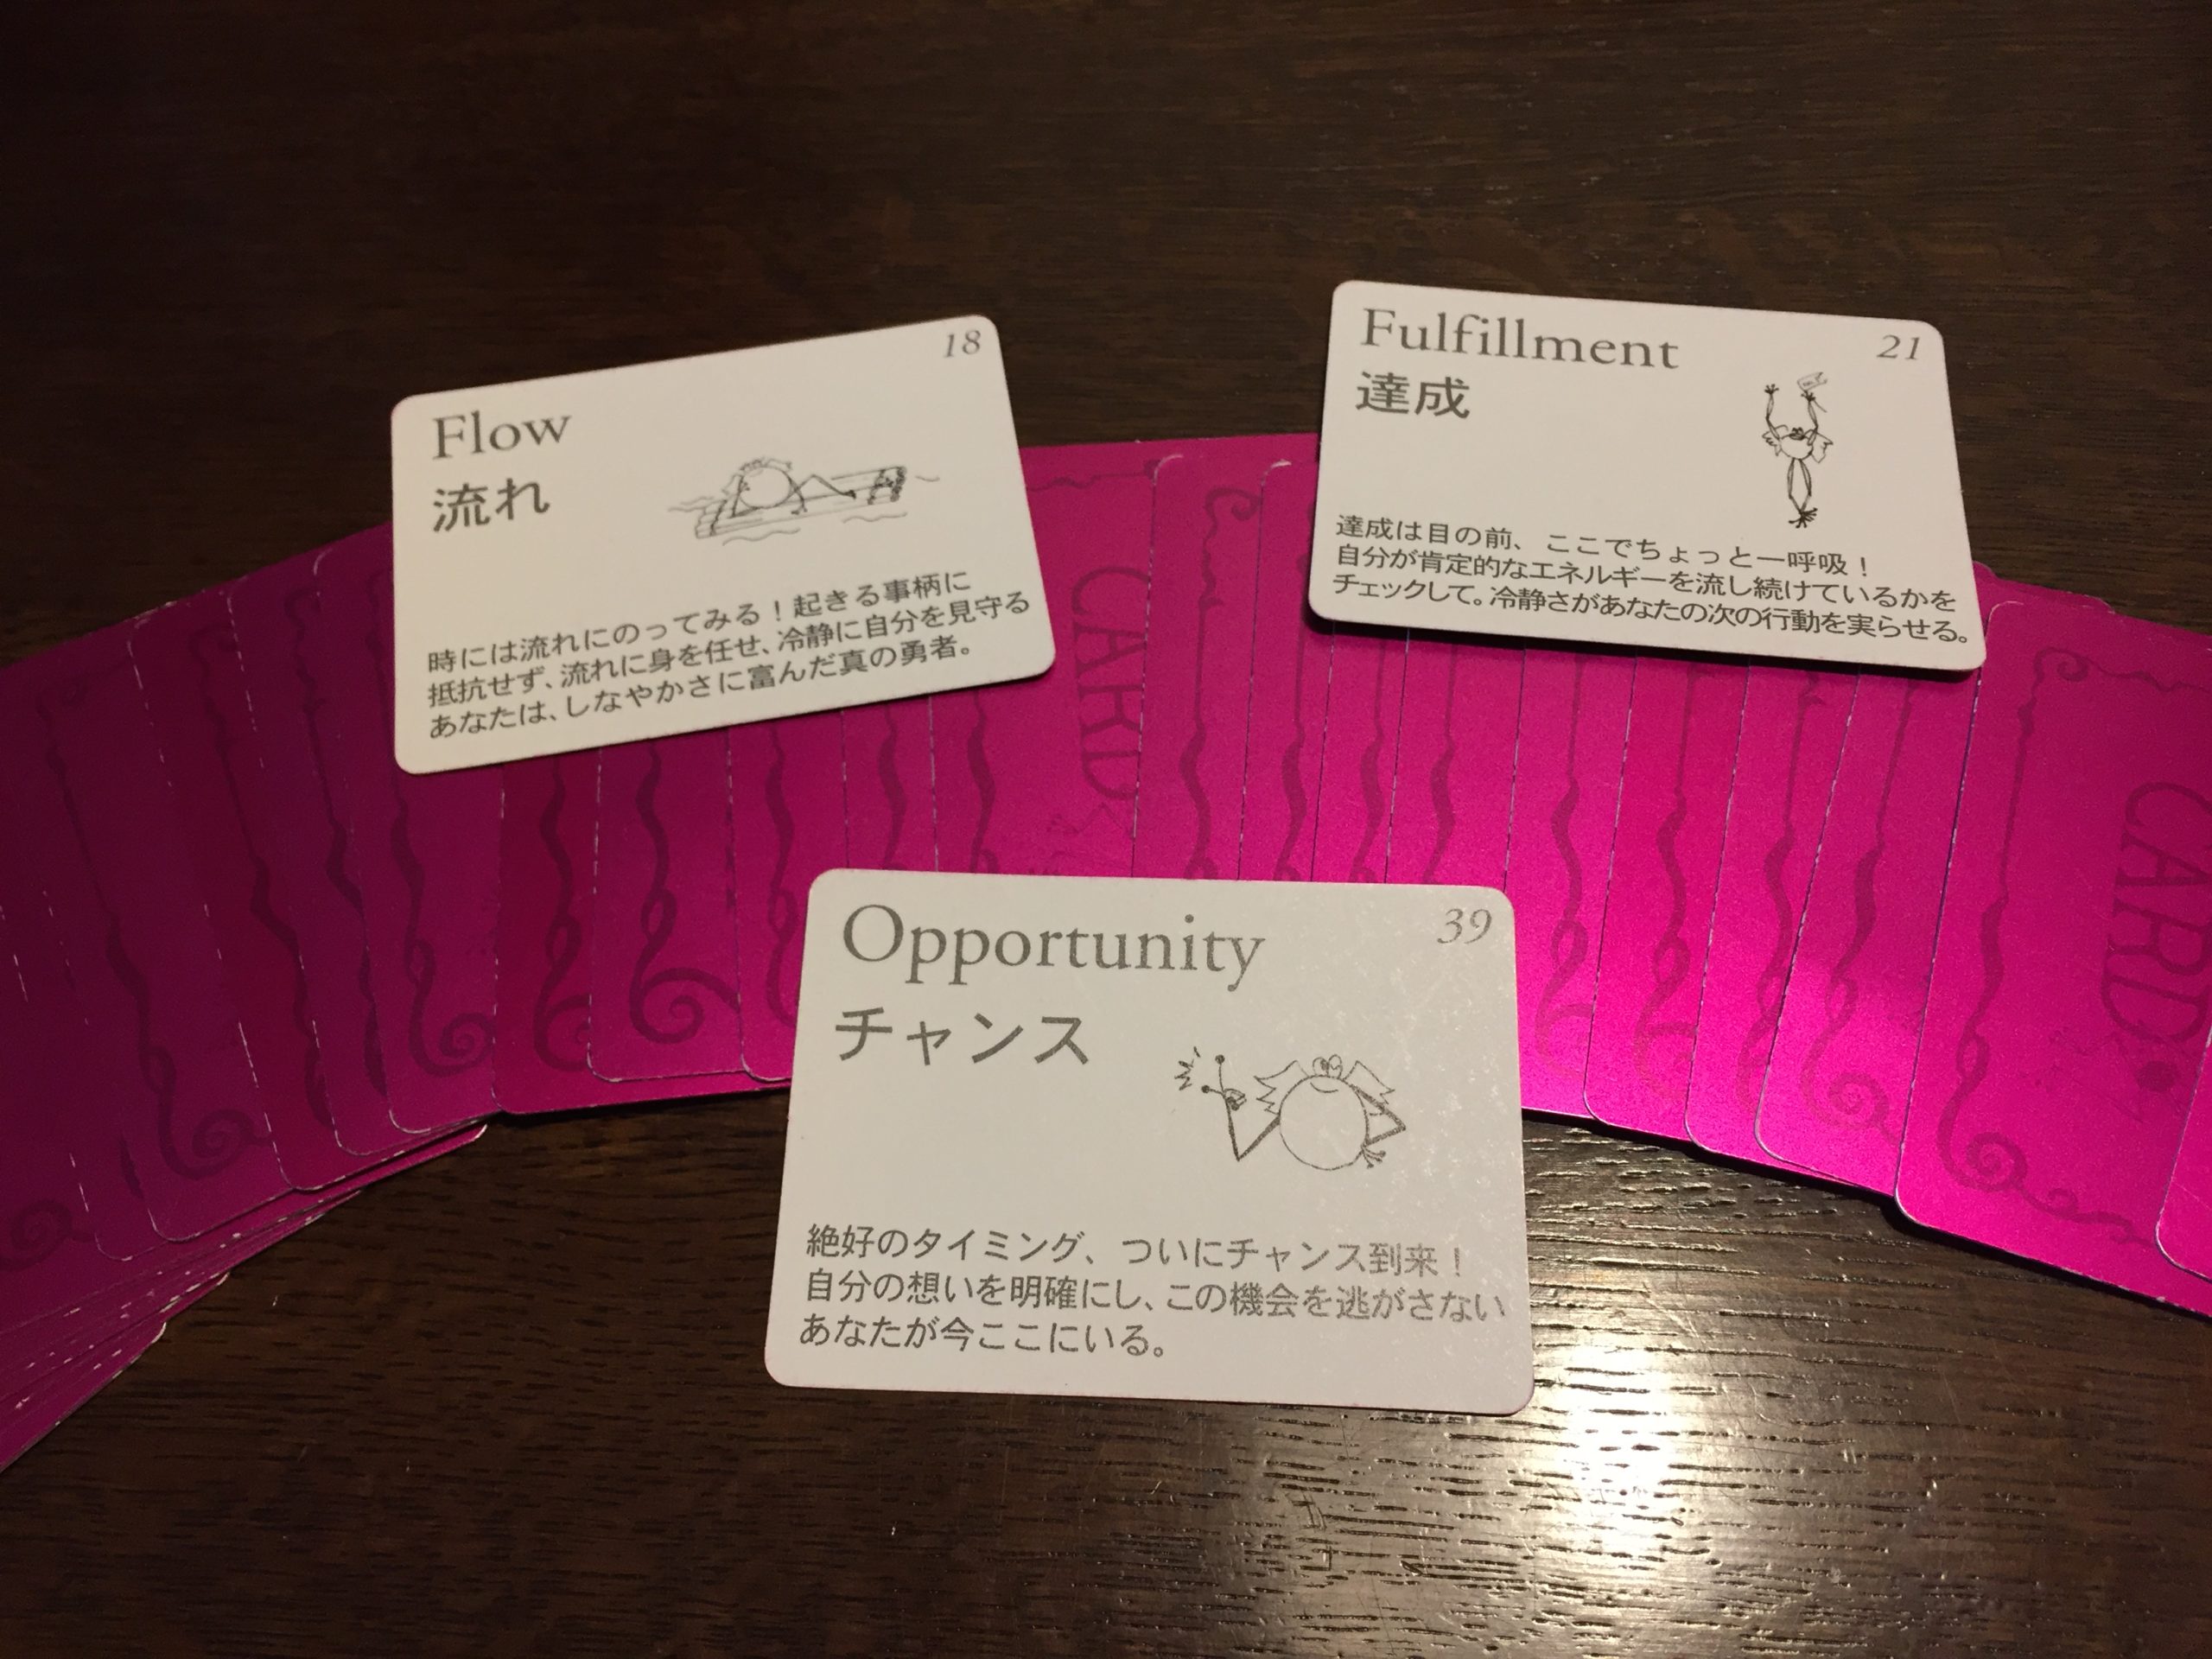 Flow
18
流れ
時には流れにのってみる！起きる事柄に
抵抗せず、流れに身を任せ、冷静に自分を見守る
あなたは、しなやかさに富んだ真の勇者。
Fulfillment
21
達成
達成は目の前、ここでちょっと一呼吸！
自分が肯定的なエネルギーを流し続けているかを
チェックして。冷静さがあなたの次の行動を実らせる。
CARD
CARD
Opportunity
39
チャンス
絶好のタイミング、ついにチャンス到来！
自分の想いを明確にし、この機会を逃がさない
あなたが今ここにいる。